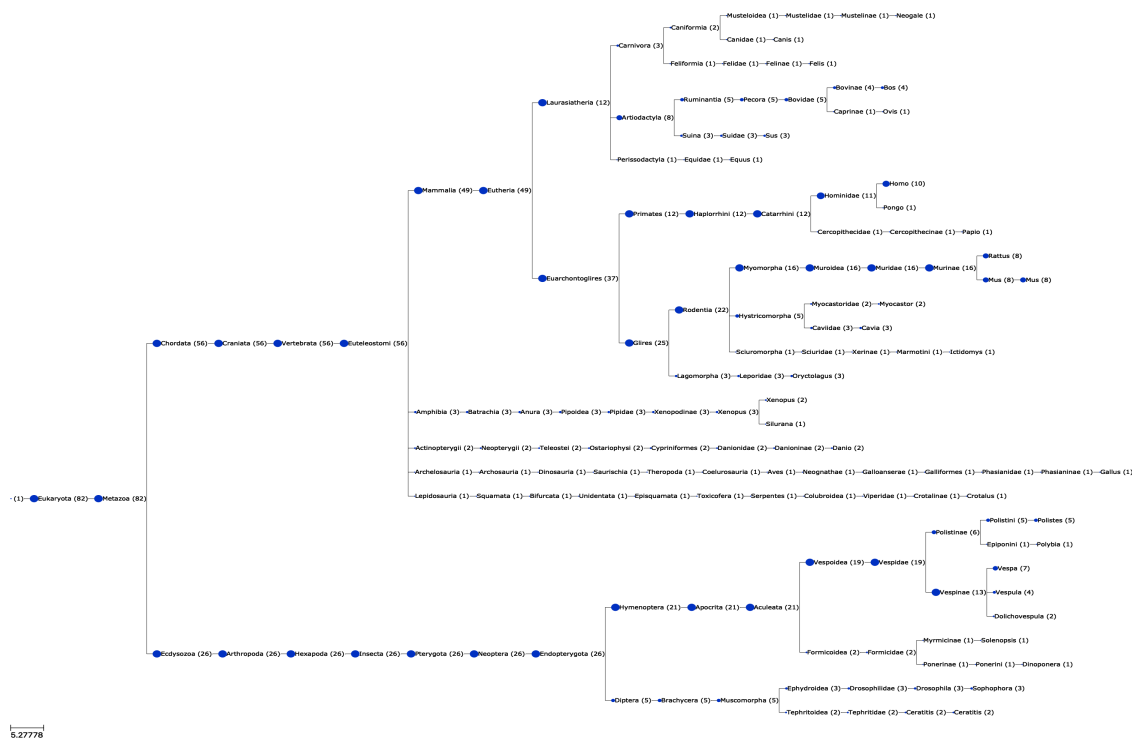 Musteloidea (1) Mustelidae (1) Mustelinae (1) Neogale (1)
Caniformia (2)
Canidae (1) Canis (1)
Carnivora (3)
Feliformia (1) Felidae (1) Felinae (1) Felis (1)
Bovinae (4) Bos (4)
Laurasiatheria (12)
Ruminantia (5) Pecora (5) Bovidae (5)
Caprinae (1) Ovis (1)
Artiodactyla (8)
Suina (3) Suidae (3) Sus (3)
Perissodactyla (1) Equidae (1) Equus (1)
Mammalia (49) Eutheria (49)
Homo (10)
Hominidae (11)
Pongo (1)
Primates (12) Haplorrhini (12) Catarrhini (12)
Cercopithecidae (1) Cercopithecinae (1) Papio (1)
Rattus (8)
Myomorpha (16) Muroidea (16) Muridae (16) Murinae (16)
Euarchontoglires (37)
Mus (8) Mus (8)
Myocastoridae (2) Myocastor (2)
Rodentia (22)
Hystricomorpha (5)
Caviidae (3) Cavia (3)
Chordata (56) Craniata (56) Vertebrata (56) Euteleostomi (56)
Glires (25)
Sciuromorpha (1) Sciuridae (1) Xerinae (1) Marmotini (1) Ictidomys (1)
Lagomorpha (3) Leporidae (3) Oryctolagus (3)
Xenopus (2)
Amphibia (3) Batrachia (3) Anura (3) Pipoidea (3) Pipidae (3) Xenopodinae (3) Xenopus (3)
Silurana (1)
Actinopterygii (2) Neopterygii (2) Teleostei (2) Ostariophysi (2) Cypriniformes (2) Danionidae (2) Danioninae (2) Danio (2)
Archelosauria (1) Archosauria (1) Dinosauria (1) Saurischia (1) Theropoda (1) Coelurosauria (1) Aves (1) Neognathae (1) Galloanserae (1) Galliformes (1) Phasianidae (1) Phasianinae (1) Gallus (1)
(1) Eukaryota (82) Metazoa (82)
Lepidosauria (1) Squamata (1) Bifurcata (1) Unidentata (1) Episquamata (1) Toxicofera (1) Serpentes (1) Colubroidea (1) Viperidae (1) Crotalinae (1) Crotalus (1)
Polistini (5) Polistes (5)
Polistinae (6)
Epiponini (1) Polybia (1)
Vespoidea (19) Vespidae (19)
Vespa (7)
Vespinae (13)
Vespula (4)
Hymenoptera (21) Apocrita (21) Aculeata (21)
Dolichovespula (2)
Myrmicinae (1) Solenopsis (1)
Formicoidea (2) Formicidae (2)
Ponerinae (1) Ponerini (1) Dinoponera (1)
Ecdysozoa (26) Arthropoda (26) Hexapoda (26) Insecta (26) Pterygota (26) Neoptera (26) Endopterygota (26)
Ephydroidea (3) Drosophilidae (3) Drosophila (3) Sophophora (3)
Diptera (5) Brachycera (5) Muscomorpha (5)
Tephritoidea (2) Tephritidae (2) Ceratitis (2) Ceratitis (2)
5.27778